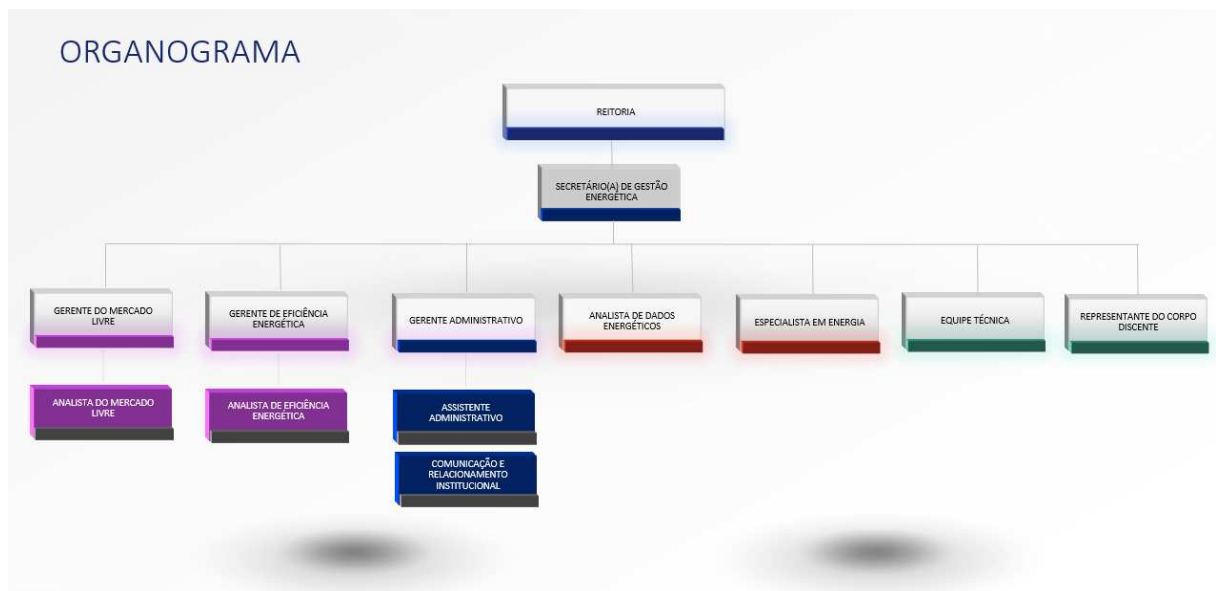 ORGANOGRAMA
REITORIA
SECRETÁRIO(A) DE GESTÃO
ENERGÉTICA
GERENTE DO MERCADO
LIVRE
GERENTE DE EFICIÊNCIA
ENERGÉTICA
GERENTE ADMINISTRATIVO
ANALISTA DE DADOS
ENERGÉTICOS
ESPECIALISTA EM ENERGIA
EQUIPE TÉCNICA
REPRESENTANTE DO CORPO
DISCENTE
ANALISTA DO MERCADO
LIVRE
ANALISTA DE EFICIÊNCIA
ENERGÉTICA
ASSISTENTE
ADMINISTRATIVO
COMUNICAÇÃO E
RELACIONAMENTO
INSTITUCIONAL